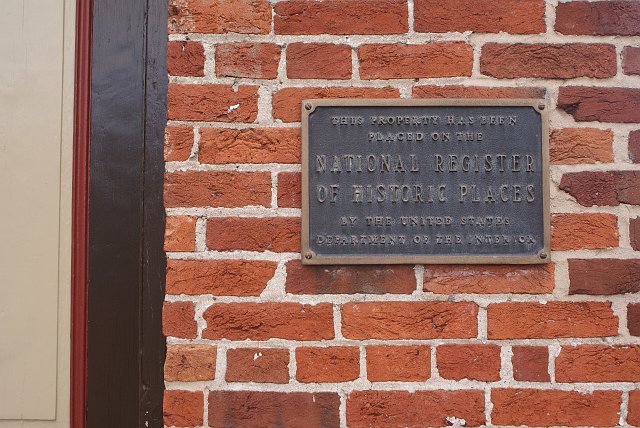 THIS PROPERTY HAS BEEN
PLACED ON THE
NATIONAL REGISTER
OF HISTORIC PLACES
BY THE UNITED STATES
DEPARTMENT OF THE INTERIOR